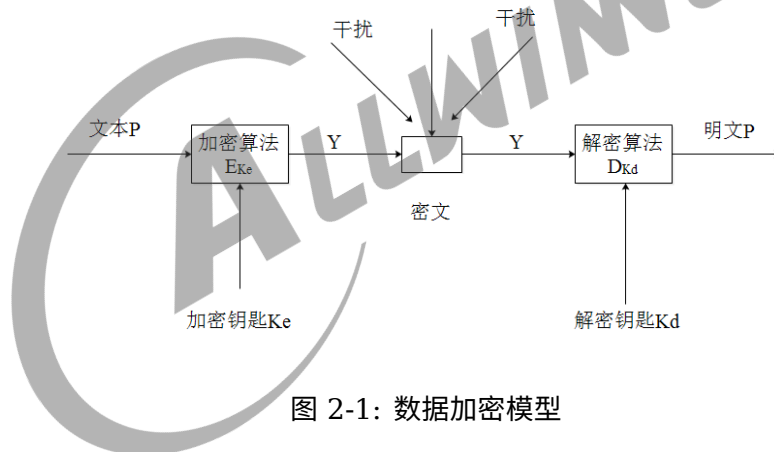 干扰
干扰
文本P
加密算法
EKe
Y
Y
解密算法
DKd
明文P
密文
加密钥匙Ke
解密钥匙Kd
图 2-1: 数据加密模型
ALLWINN